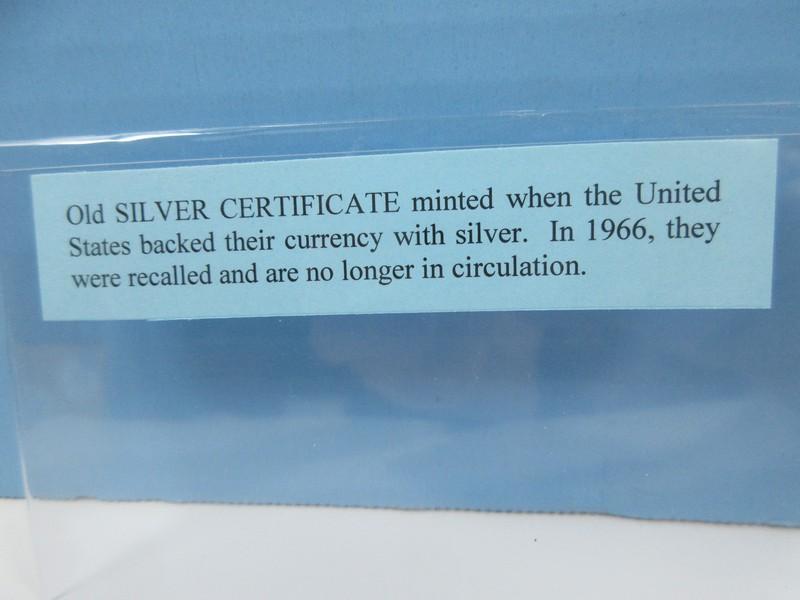 Old SILVER CERTIFICATE minted when the United
States backed their currency with silver. In 1966, they
were recalled and are no longer in circulation.